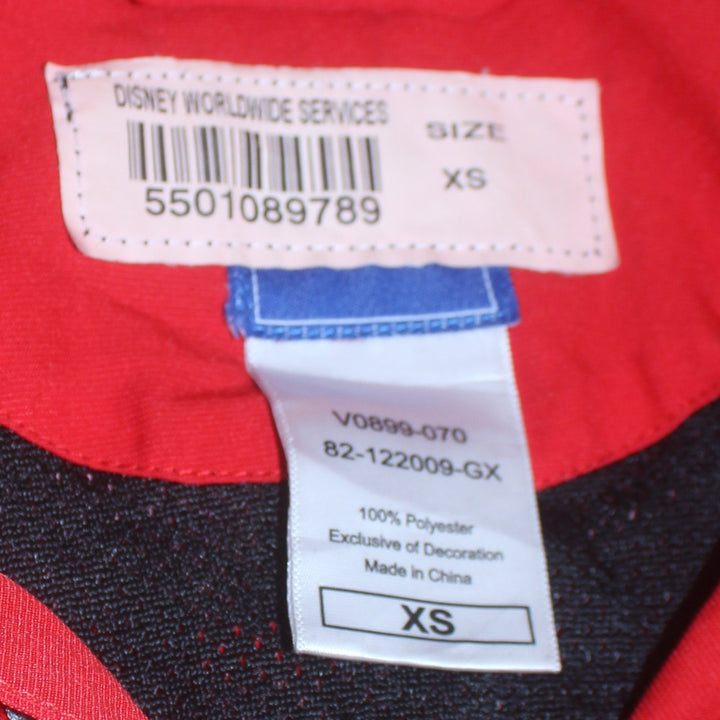 DISNEY WORLDWIDE SERVICES
SIZE
XS
5501089789
V0899-070
82-122009-GX
100% Polyester
Exclusive of Decoration
Made in China
XS